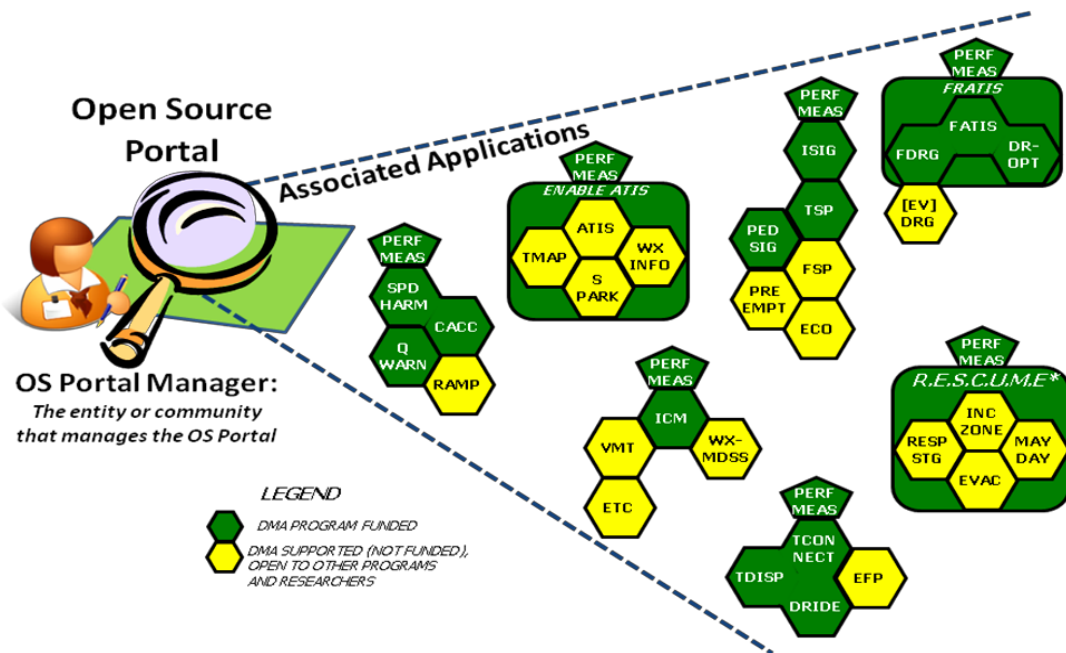 Open Source
Portal
Associated Applications
OS Portal Manager:
The entity or community
that manages the OS Portal
LEGEND
DMA PROGRAM FUNDED
DMA SUPPORTED (NOT FUNDED),
OPEN TO OTHER PROGRAMS
AND RESEARCHERS
PERF
MEAS
SPD
HARM
CACC
Q
WARN
RAMP
PERF
MEAS
ENABLE ATIS
ATIS
TMAP
WX
INFO
S
PARK
PERF
MEAS
ISIG
TSP
PED
SIG
FSP
PRE
EMPT
ECO
PERF
MEAS
FRATIS
FATIS
FDRG
DR-
OPT
[EV]
DRG
PERF
MEAS
ICM
VMT
WX-
MDSS
ETC
PERF
MEAS
R.E.S.C.U.M.E*
INC
ZONE
RESP
STG
MAY
DAY
EVAC
PERF
MEAS
TCON
NECT
TDISP
EFP
DRIDE